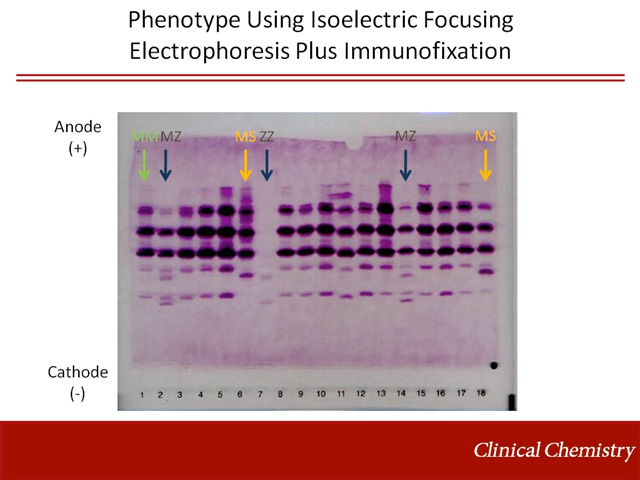 Phenotype Using Isoelectric Focusing
Electrophoresis Plus Immunofixation
Anode
(+)
MM MZ MS ZZ MZ MS
Cathode
(-)
1 2 3 4 5 6 7 8 9 10 11 12 13 14 15 16 17 18
Clinical Chemistry